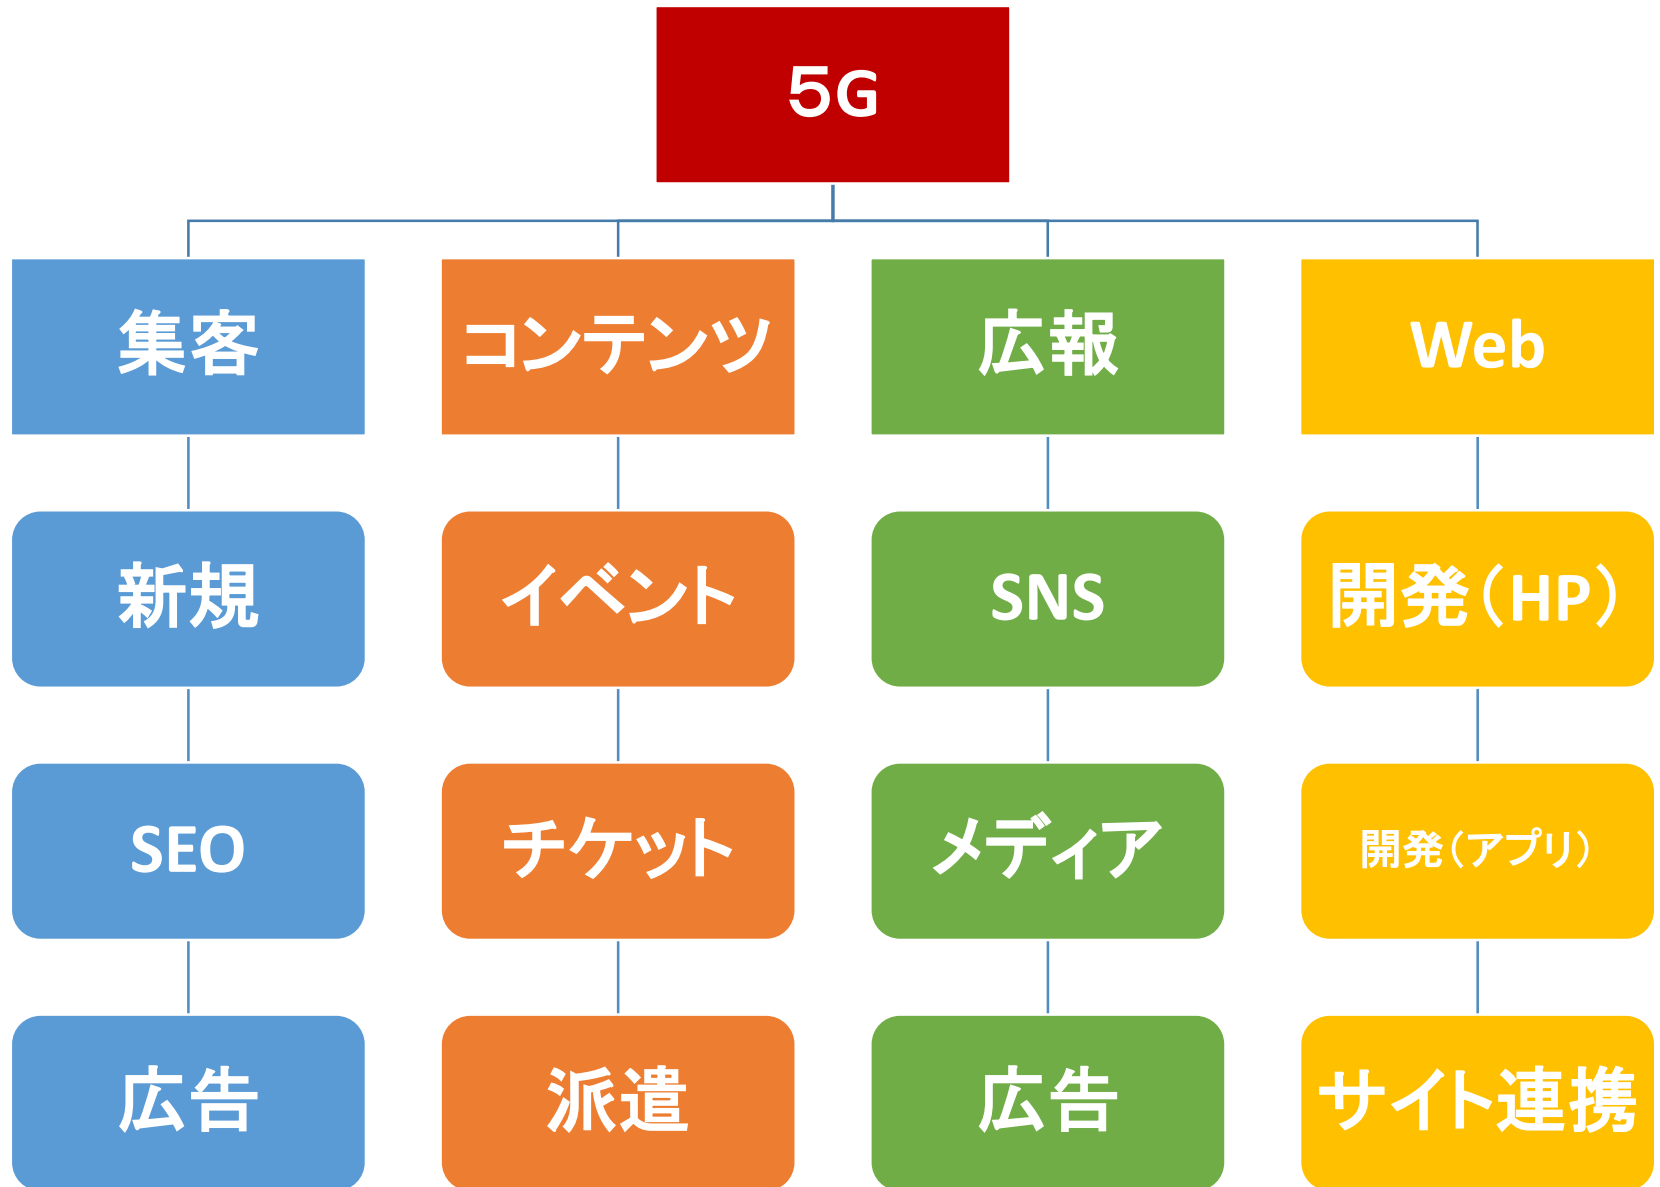 ５G
集客
コンテンツ
広報
Web
新規
イベント
SNS
開発（HP）
SEO
チケット
メディア
開発（アプリ）
広告
派遣
広告
サイト連携